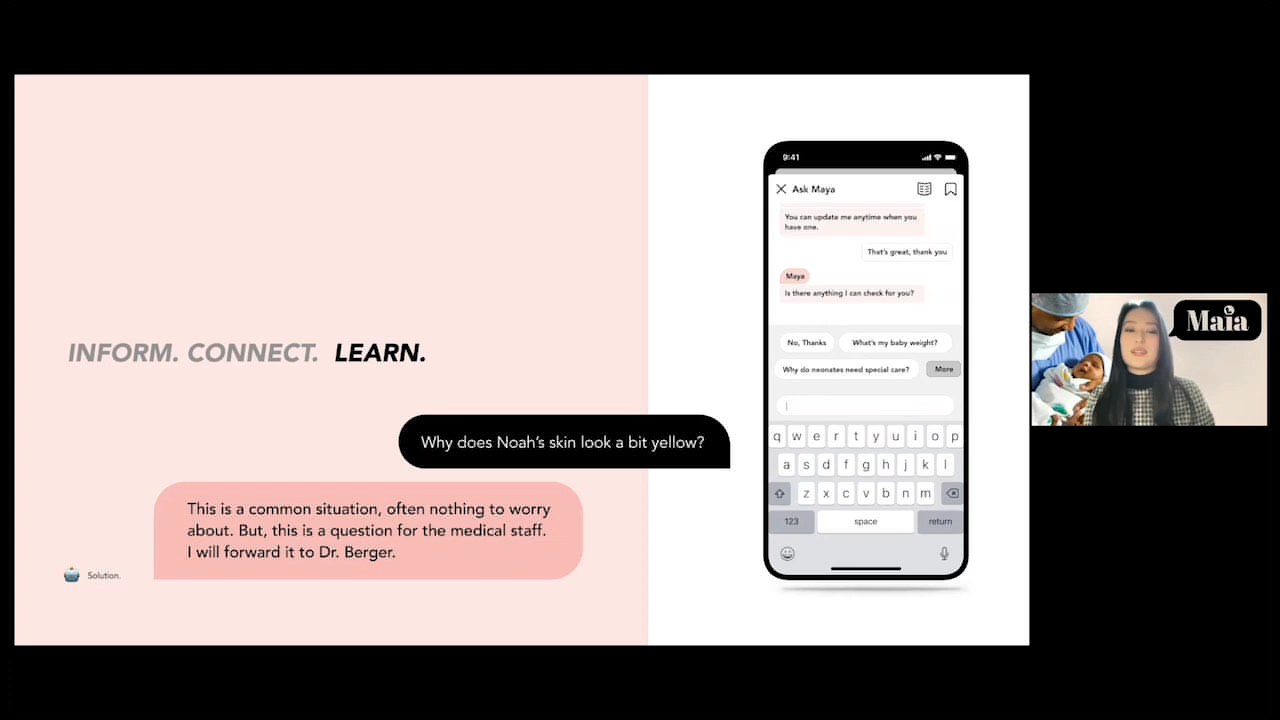 INFORM. CONNECT. LEARN.
Why does Noah's skin look a bit yellow?
This is a common situation, often nothing to worry
about. But, this is a question for the medical staff.
I will forward it to Dr. Berger.
Solution.
9:41
Ask Maya
You can update me anytime when you
have one.
That's great, thank you
Maya
Is there anything I can check for you?
No, Thanks
What's my baby weight?
Why do neonates need special care?
More
q w e r t y u i o p
a s d f g h j k l
z x c v b n m
123 space return
Maia